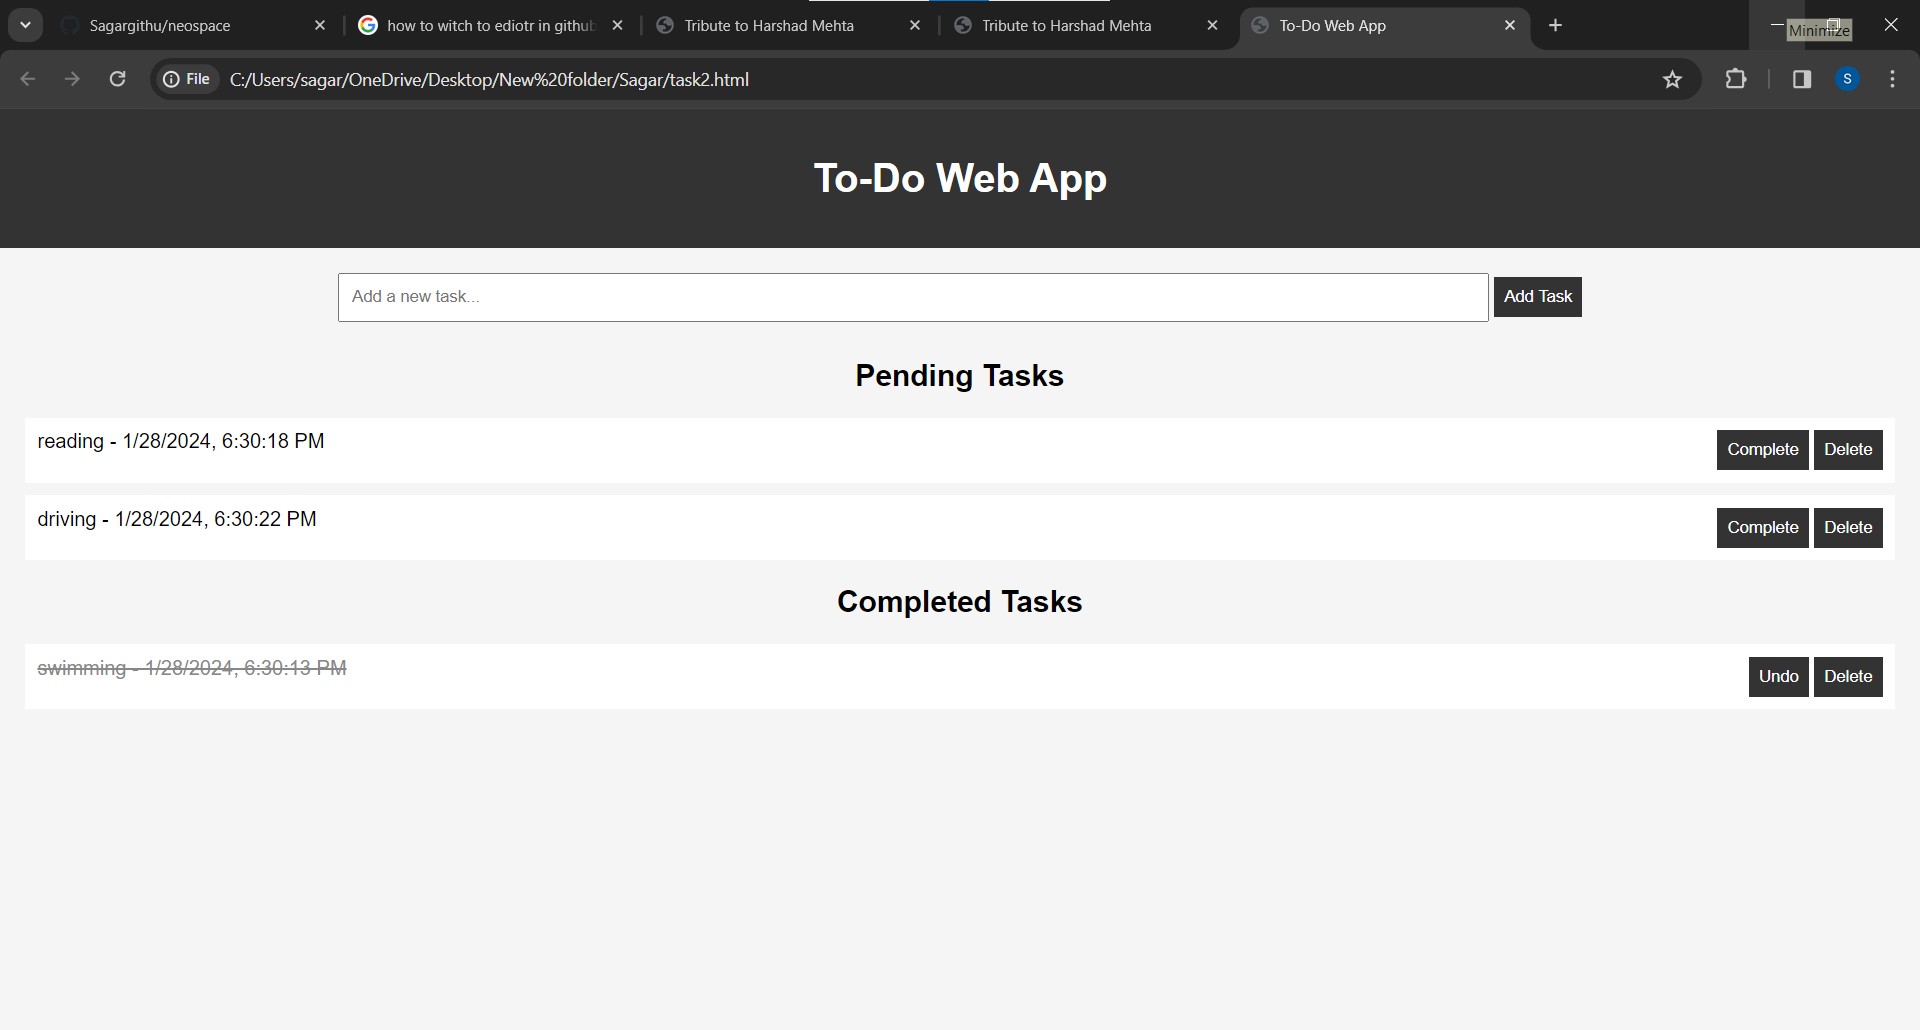 Sagargithu/neospace
how to witch to ediotr in github
Tribute to Harshad Mehta
Tribute to Harshad Mehta
To-Do Web App
Minimize
File
C:/Users/sagar/OneDrive/Desktop/New%20folder/Sagar/task2.html
S
To-Do Web App
Add a new task...
Add Task
Pending Tasks
reading - 1/28/2024, 6:30:18 PM
Complete
Delete
driving - 1/28/2024, 6:30:22 PM
Complete
Delete
Completed Tasks
swimming - 1/28/2024, 6:30:13 PM
Undo
Delete